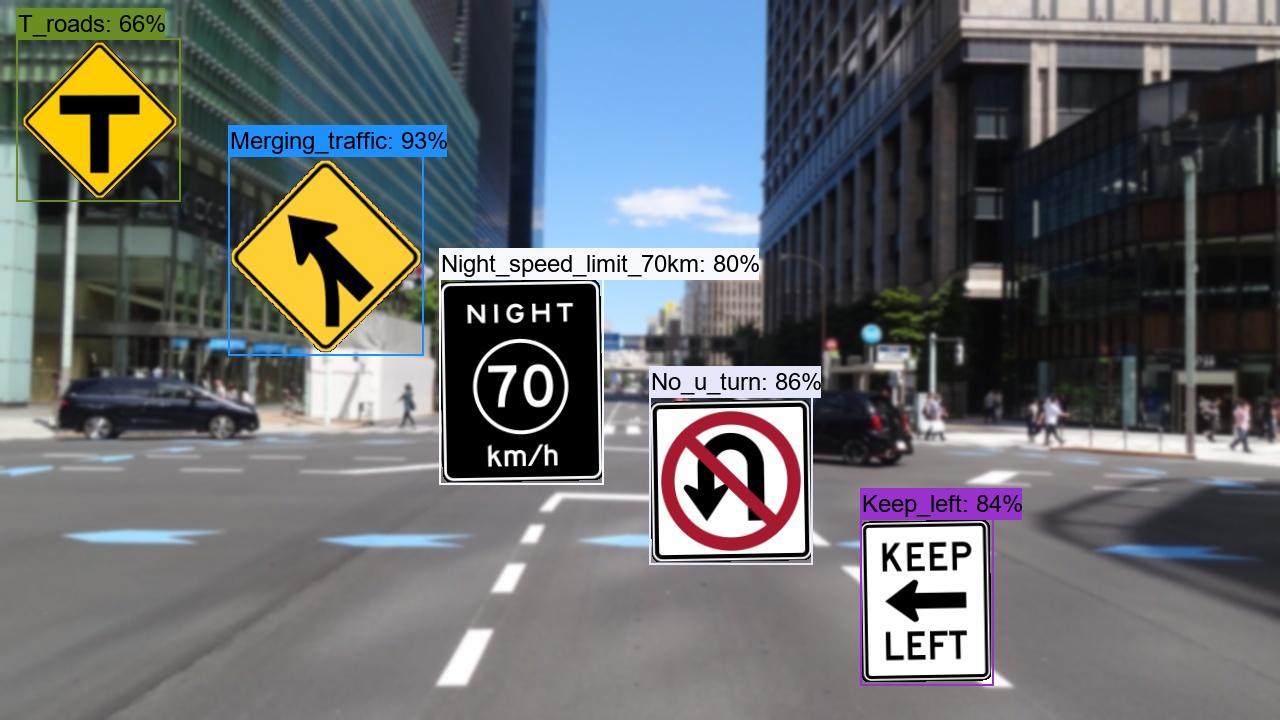 T_roads: 66%
T
Merging_traffic: 93%
Night_speed_limit_70km: 80%
NIGHT
70
km/h
No_u_turn: 86%
Keep_left: 84%
KEEP
LEFT